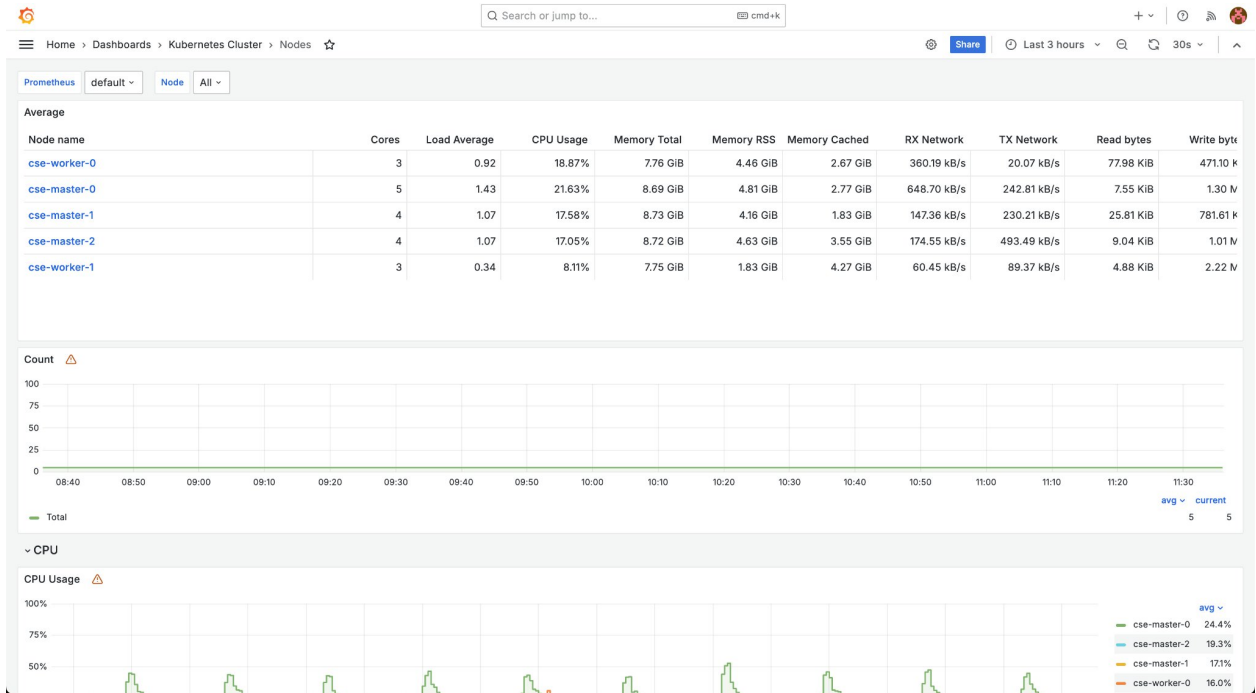 Search or jump to... cmd+k
Home › Dashboards › Kubernetes Cluster › Nodes Share Last 3 hours 30s
Prometheus default Node All
Average
Node name Cores Load Average CPU Usage Memory Total Memory RSS Memory Cached RX Network TX Network Read bytes Write byte
cse-worker-0 3 0.92 18.87% 7.76 GiB 4.46 GiB 2.67 GiB 360.19 kB/s 20.07 kB/s 77.98 KiB 471.10 K
cse-master-0 5 1.43 21.63% 8.69 GiB 4.81 GiB 2.77 GiB 648.70 kB/s 242.81 kB/s 7.55 KiB 1.30 M
cse-master-1 4 1.07 17.58% 8.73 GiB 4.16 GiB 1.83 GiB 147.36 kB/s 230.21 kB/s 25.81 KiB 781.61 K
cse-master-2 4 1.07 17.05% 8.72 GiB 4.63 GiB 3.55 GiB 174.55 kB/s 493.49 kB/s 9.04 KiB 1.01 M
cse-worker-1 3 0.34 8.11% 7.75 GiB 1.83 GiB 4.27 GiB 60.45 kB/s 89.37 kB/s 4.88 KiB 2.22 M
Count
100
75
50
25
0
08:40 08:50 09:00 09:10 09:20 09:30 09:40 09:50 10:00 10:10 10:20 10:30 10:40 10:50 11:00 11:10 11:20 11:30
avg current
Total 5 5
CPU
CPU Usage
100%
75%
50%
avg
cse-master-0 24.4%
cse-master-2 19.3%
cse-master-1 17.1%
cse-worker-0 16.0%